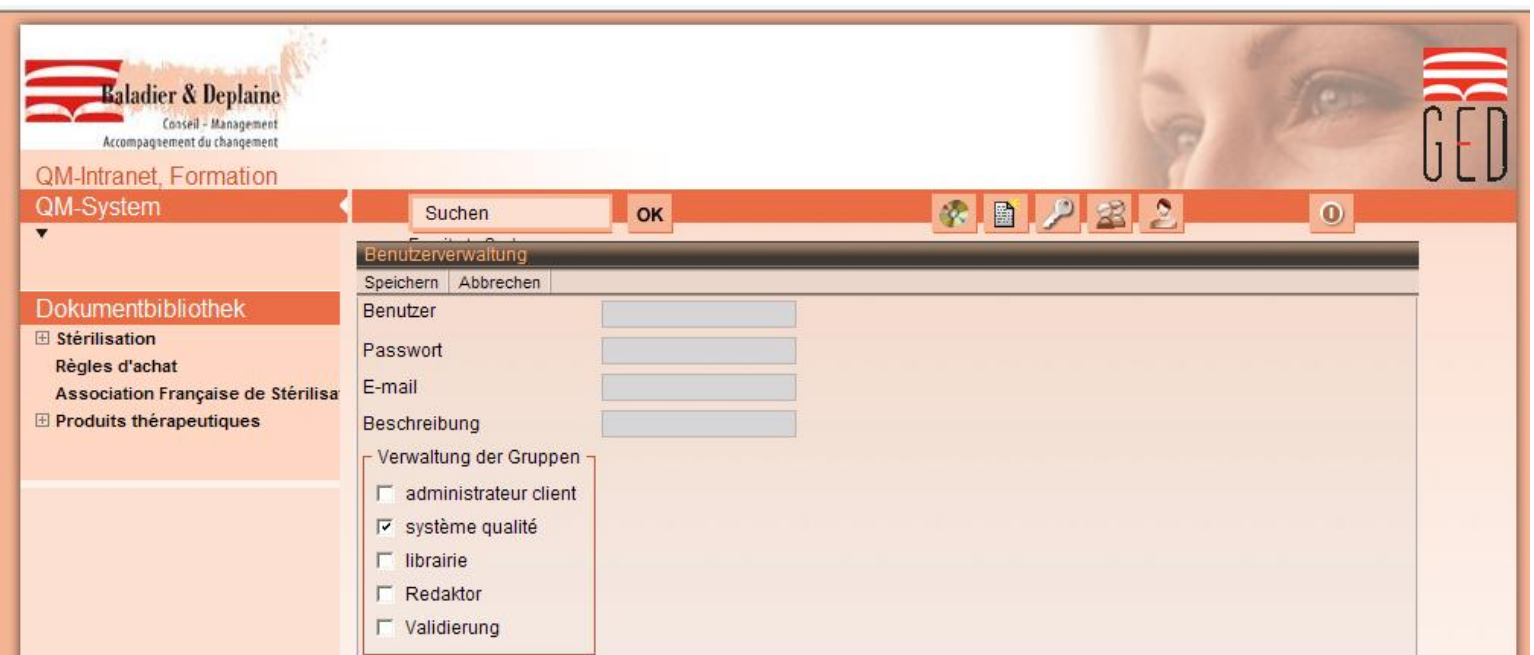 Baladier & Deplaine
Conseil - Management
Accompagnement du changement
GED
QM-Intranet, Formation
QM-System
Suchen
OK
Benutzerverwaltung
Speichern
Abbrechen
Dokumentbibliothek
Stérilisation
Règles d'achat
Association Française de Stérilisa
Produits thérapeutiques
Benutzer
Passwort
E-mail
Beschreibung
Verwaltung der Gruppen
administrateur client
système qualité
librairie
Redaktor
Validierung